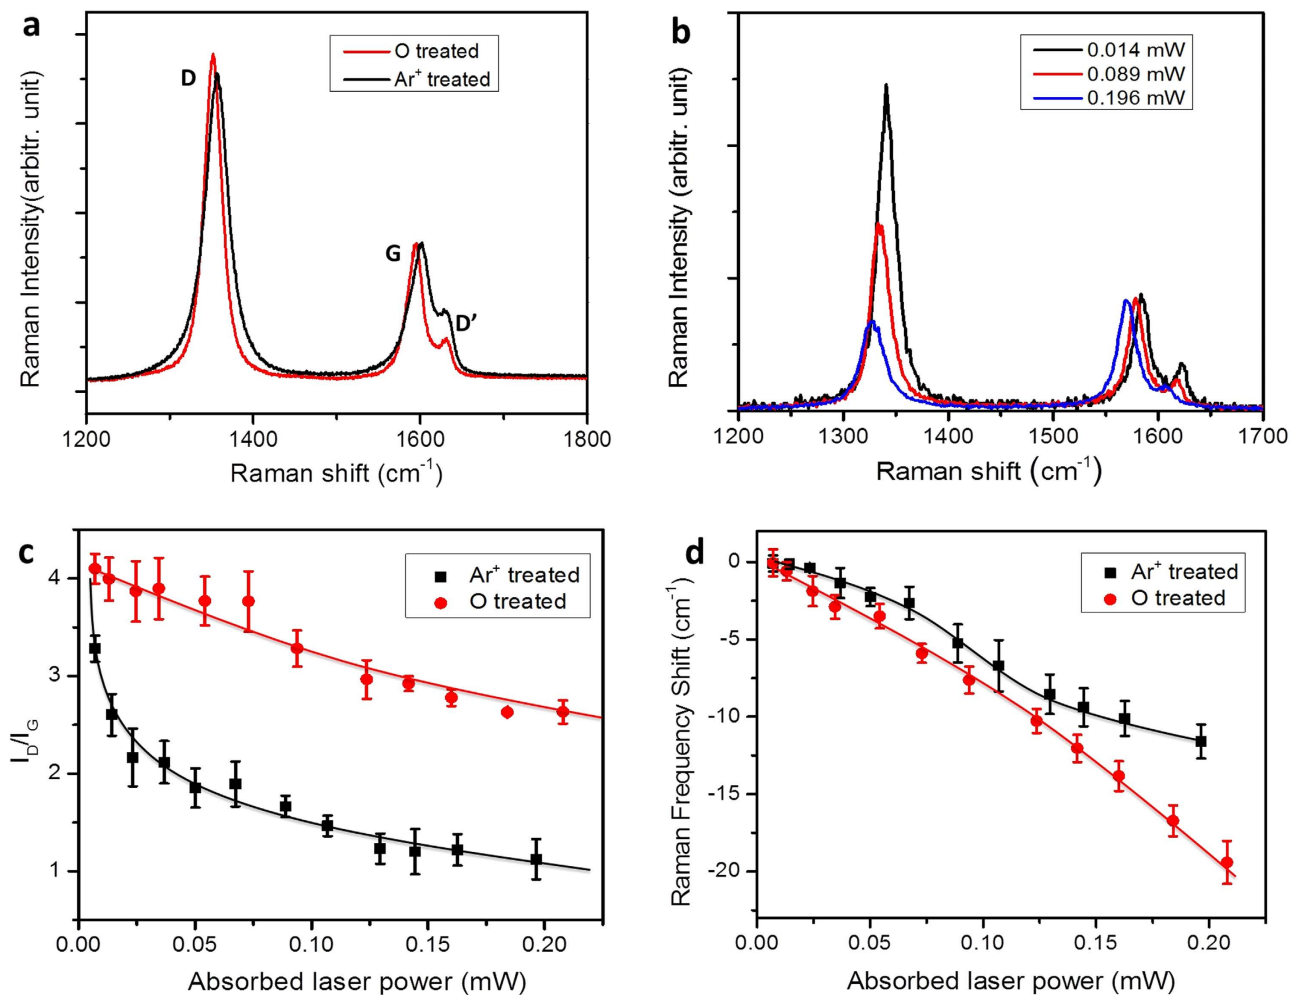 a
O treated
Ar⁺ treated
D
G
D’
Raman Intensity(arbitr. unit)
1200 1400 1600 1800
Raman shift (cm⁻¹)
b
0.014 mW
0.089 mW
0.196 mW
Raman Intensity (arbitr. unit)
1200 1300 1400 1500 1600 1700
Raman shift (cm⁻¹)
c
Ar⁺ treated
O treated
I_D/I_G
4
3
2
1
0.00 0.05 0.10 0.15 0.20
Absorbed laser power (mW)
d
Ar⁺ treated
O treated
Raman Frequency Shift (cm⁻¹)
0
-5
-10
-15
-20
0.00 0.05 0.10 0.15 0.20
Absorbed laser power (mW)